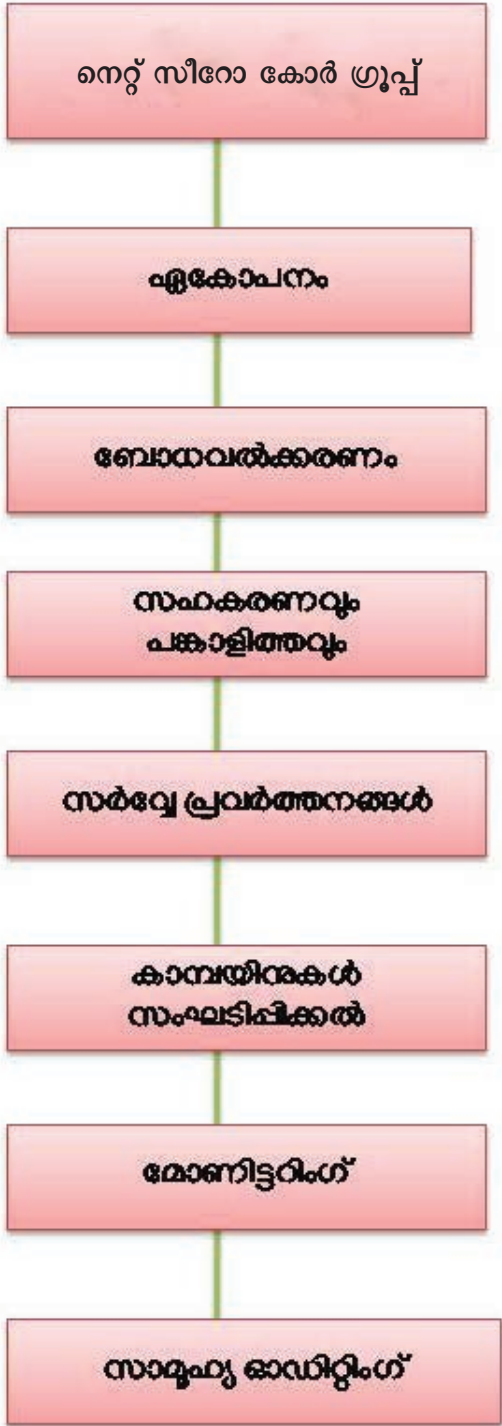 നെറ്റ് സീറോ കോർ ഗ്രൂപ്പ്
ഏകോപനം
ബോധവൽക്കരണം
സഹകരണവും
പങ്കാളിത്തവും
സർവ്വേ പ്രവർത്തനങ്ങൾ
കാമ്പയിനുകൾ
സംഘടിപ്പിക്കൽ
മോണിട്ടറിംഗ്
സാമൂഹ്യ ഓഡിറ്റിംഗ്